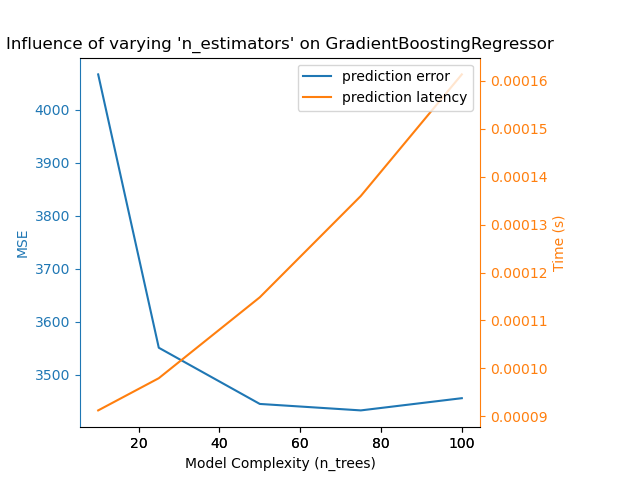 Influence of varying 'n_estimators' on GradientBoostingRegressor
prediction error
prediction latency
4000
3900
3800
3700
3600
3500
MSE
0.00016
0.00015
0.00014
0.00013
0.00012
0.00011
0.00010
0.00009
Time (s)
20 40 60 80 100
Model Complexity (n_trees)